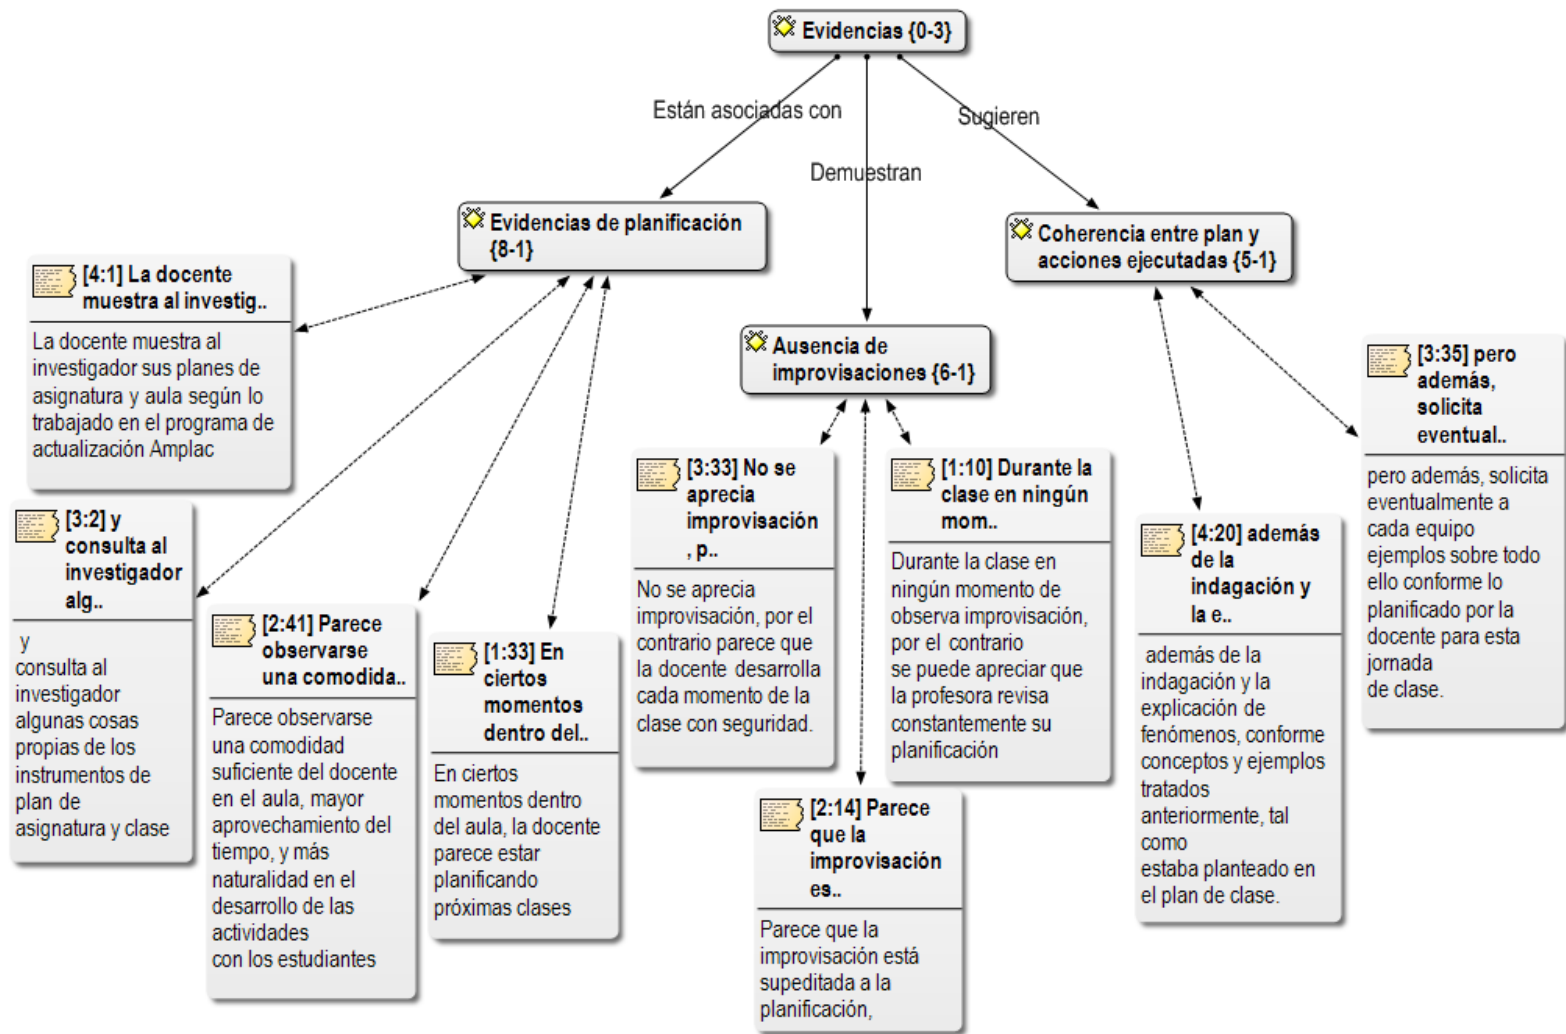 Evidencias {0-3}
Están asociadas con
Sugieren
Demuestran
Evidencias de planificación
{8-1}
Coherencia entre plan y
acciones ejecutadas {5-1}
Ausencia de
improvisaciones {6-1}
[4:1] La docente
muestra al investig..
La docente muestra al
investigador sus planes de
asignatura y aula según lo
trabajado en el programa de
actualización Amplac
[3:2] y
consulta al
investigador
alg..
y
consulta al
investigador
algunas cosas
propias de los
instrumentos de
plan de
asignatura y clase
[2:41] Parece
observarse
una comodida..
Parece observarse
una comodidad
suficiente del docente
en el aula, mayor
aprovechamiento del
tiempo, y más
naturalidad en el
desarrollo de las
actividades
con los estudiantes
[1:33] En
ciertos
momentos
dentro del..
En ciertos
momentos dentro
del aula, la docente
parece estar
planificando
próximas clases
[3:33] No se
aprecia
improvisación
, p..
No se aprecia
improvisación, por el
contrario parece que
la docente desarrolla
cada momento de la
clase con seguridad.
[2:14] Parece
que la
improvisación
es..
Parece que la
improvisación está
supeditada a la
planificación,
[1:10] Durante la
clase en ningún
mom..
Durante la clase en
ningún momento de
observa improvisación,
por el contrario
se puede apreciar que
la profesora revisa
constantemente su
planificación
[4:20] además
de la
indagación y
la e..
además de la
indagación y la
explicación de
fenómenos, conforme
conceptos y ejemplos
tratados
anteriormente, tal
como
estaba planteado en
el plan de clase.
[3:35] pero
además,
solicita
eventual..
pero además, solicita
eventualmente a
cada equipo
ejemplos sobre todo
ello conforme lo
planificado por la
docente para esta
jornada
de clase.